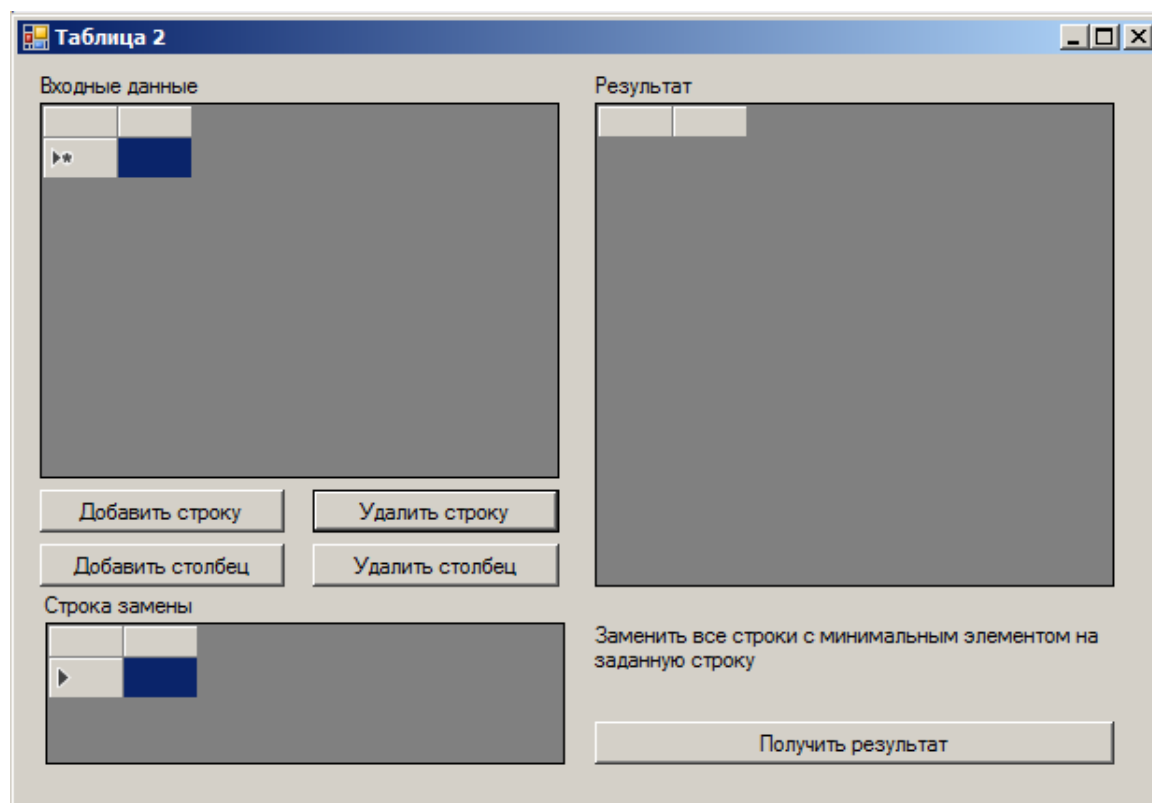 Таблица 2
Входные данные
Результат
Добавить строку
Удалить строку
Добавить столбец
Удалить столбец
Строка замены
Заменить все строки с минимальным элементом на
заданную строку
Получить результат